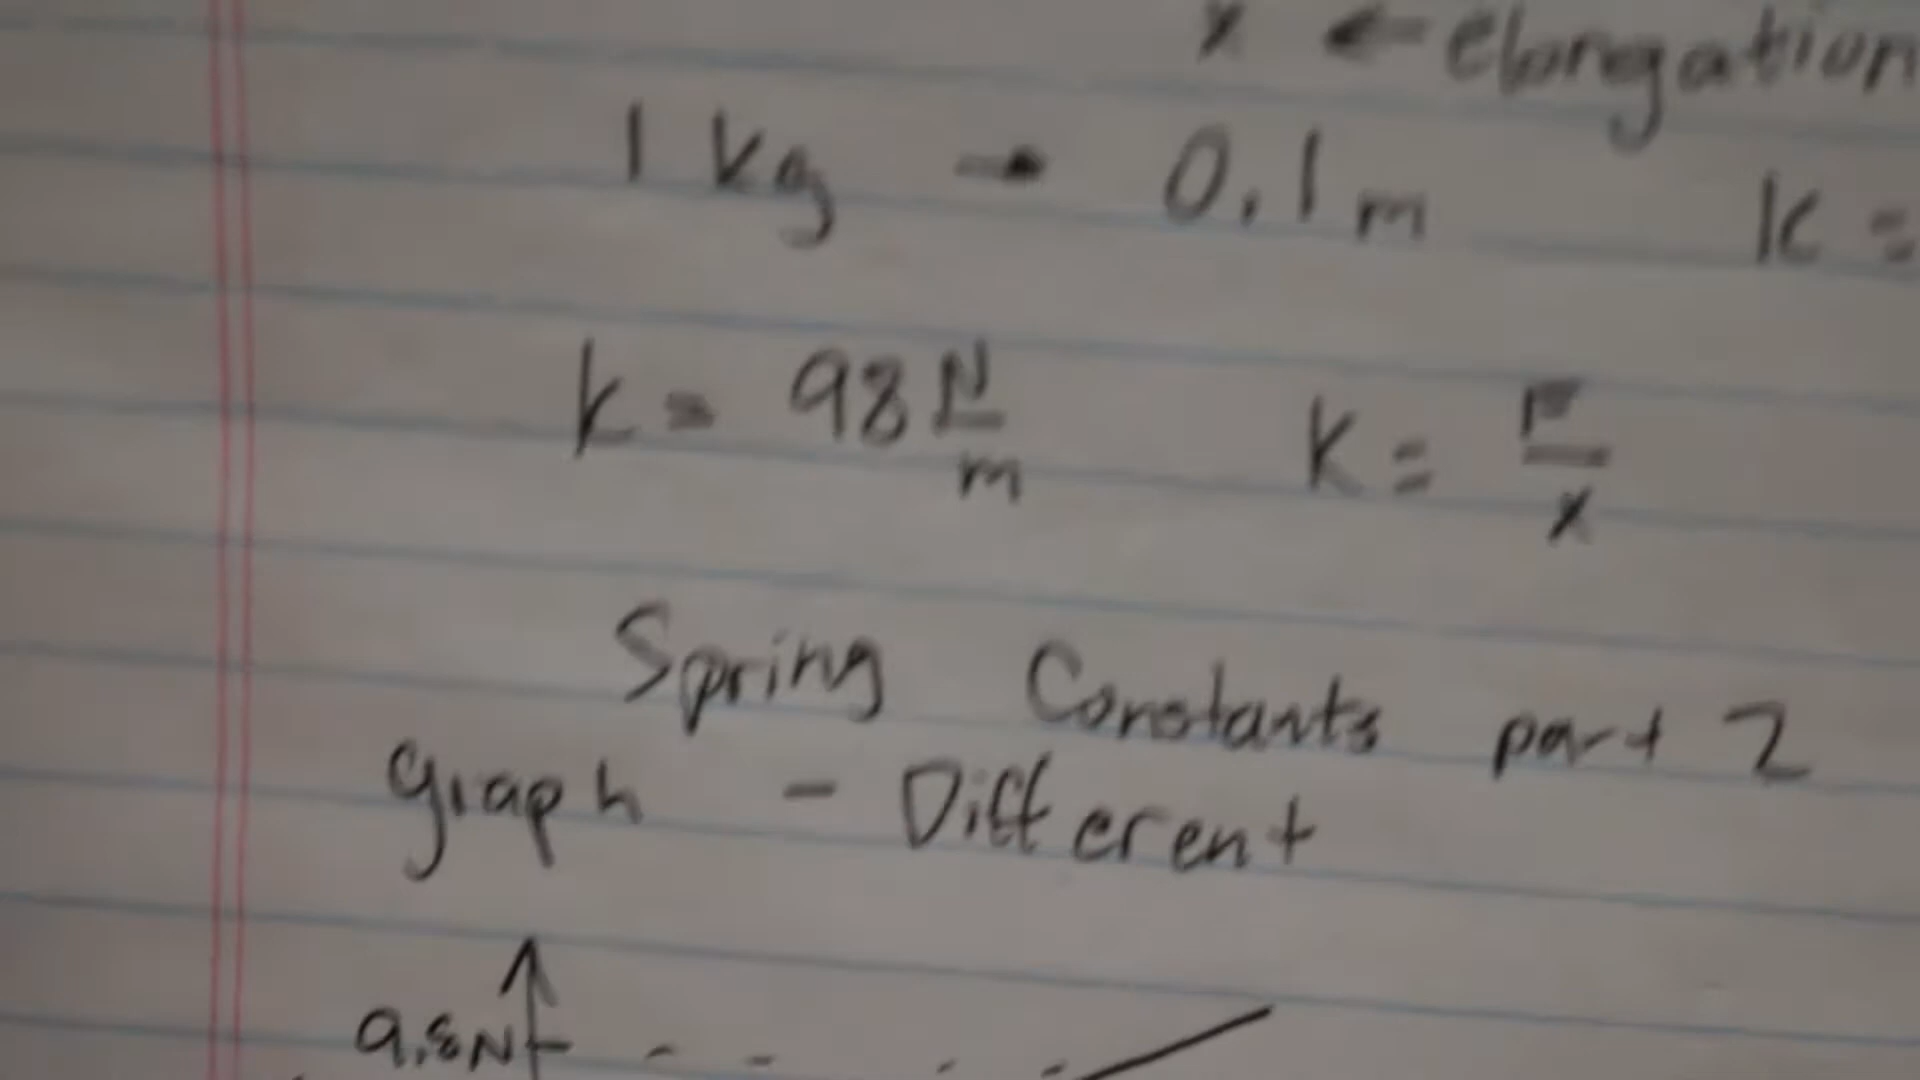 x ← elongation
1 kg → 0.1 m K =
k = 98 N/m K = F/x
Spring Constants part 2
graph - Different
9.8N